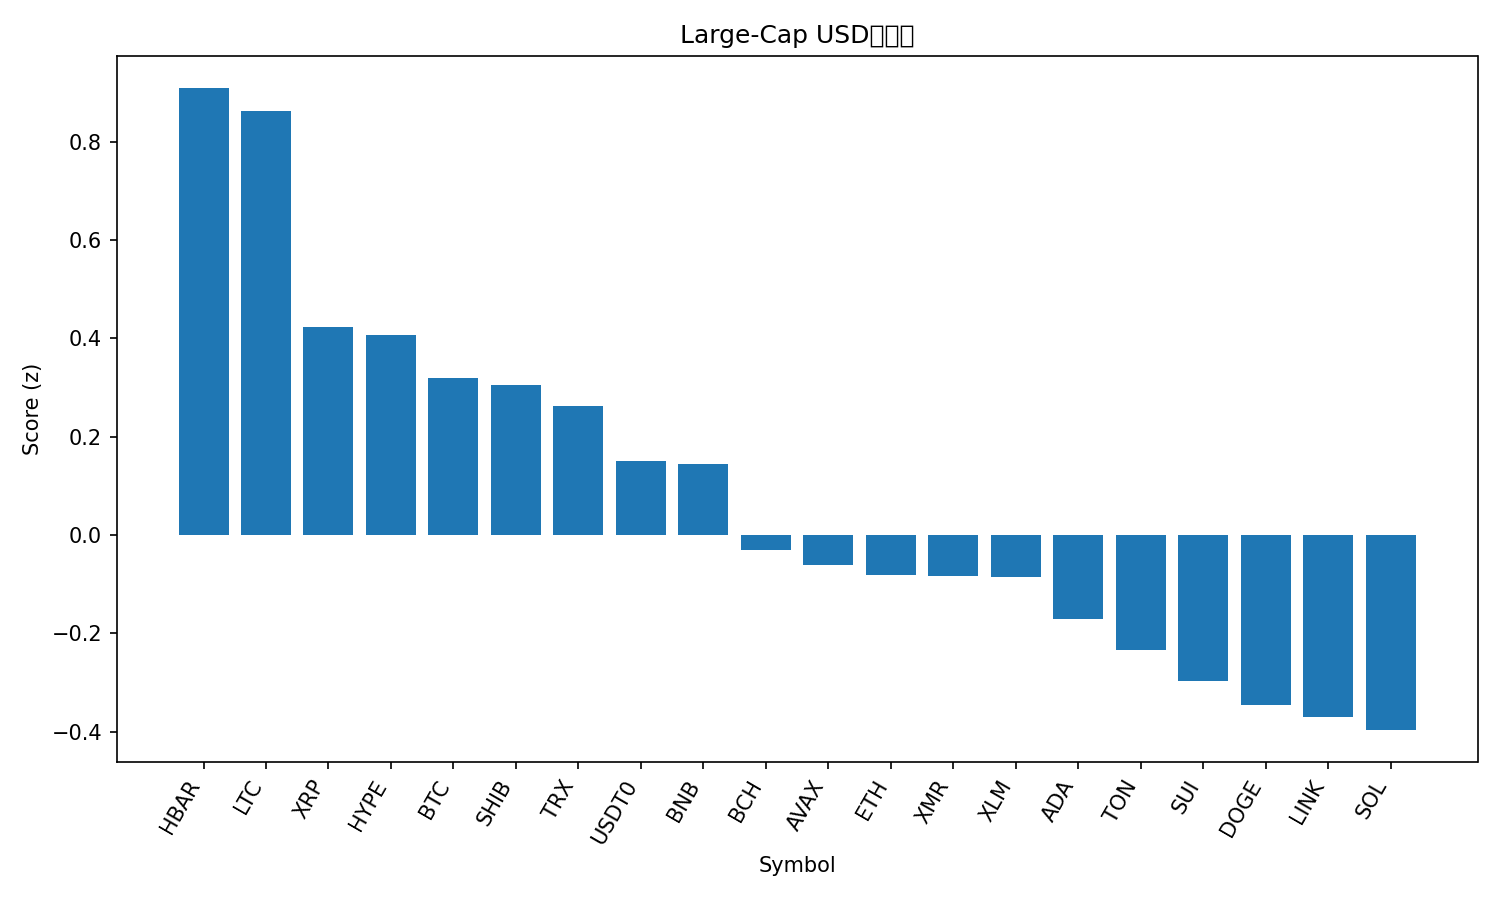 Large-Cap USD
Score (z)
0.8
0.6
0.4
0.2
0.0
−0.2
−0.4
HBAR
LTC
XRP
HYPE
BTC
SHIB
TRX
USDT0
BNB
BCH
AVAX
ETH
XMR
XLM
ADA
TON
SUI
DOGE
LINK
SOL
Symbol